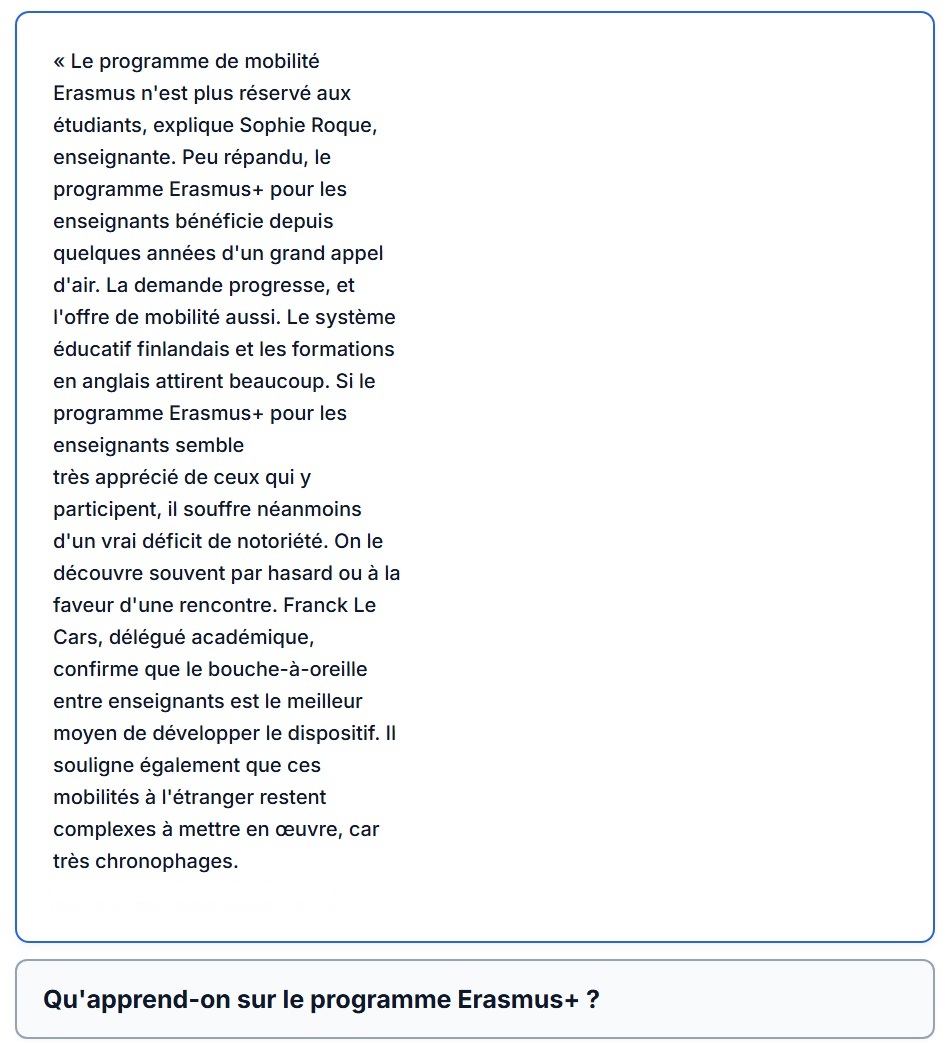 « Le programme de mobilité
Erasmus n'est plus réservé aux
étudiants, explique Sophie Roque,
enseignante. Peu répandu, le
programme Erasmus+ pour les
enseignants bénéficie depuis
quelques années d'un grand appel
d'air. La demande progresse, et
l'offre de mobilité aussi. Le système
éducatif finlandais et les formations
en anglais attirent beaucoup. Si le
programme Erasmus+ pour les
enseignants semble
très apprécié de ceux qui y
participent, il souffre néanmoins
d'un vrai déficit de notoriété. On le
découvre souvent par hasard ou à la
faveur d'une rencontre. Franck Le
Cars, délégué académique,
confirme que le bouche-à-oreille
entre enseignants est le meilleur
moyen de développer le dispositif. Il
souligne également que ces
mobilités à l'étranger restent
complexes à mettre en œuvre, car
très chronophages.
Qu'apprend-on sur le programme Erasmus+ ?